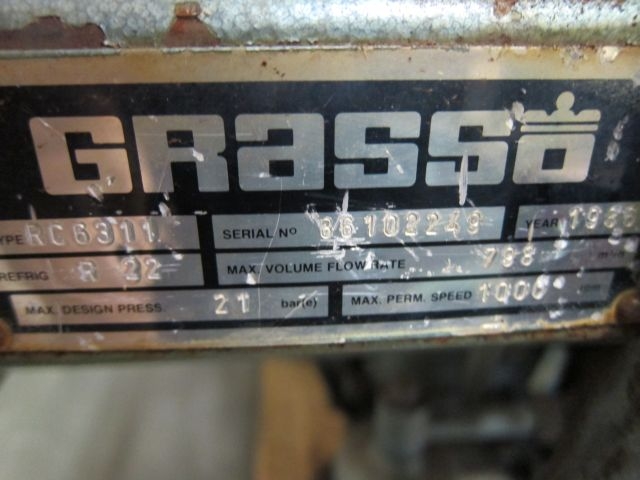 GRasso
TYPE RC6311 SERIAL Nº 86102249 YEAR
REFRIG R 22 MAX. VOLUME FLOW RATE 788
MAX. DESIGN PRESS. 21 bar(e) MAX. PERM. SPEED 1000